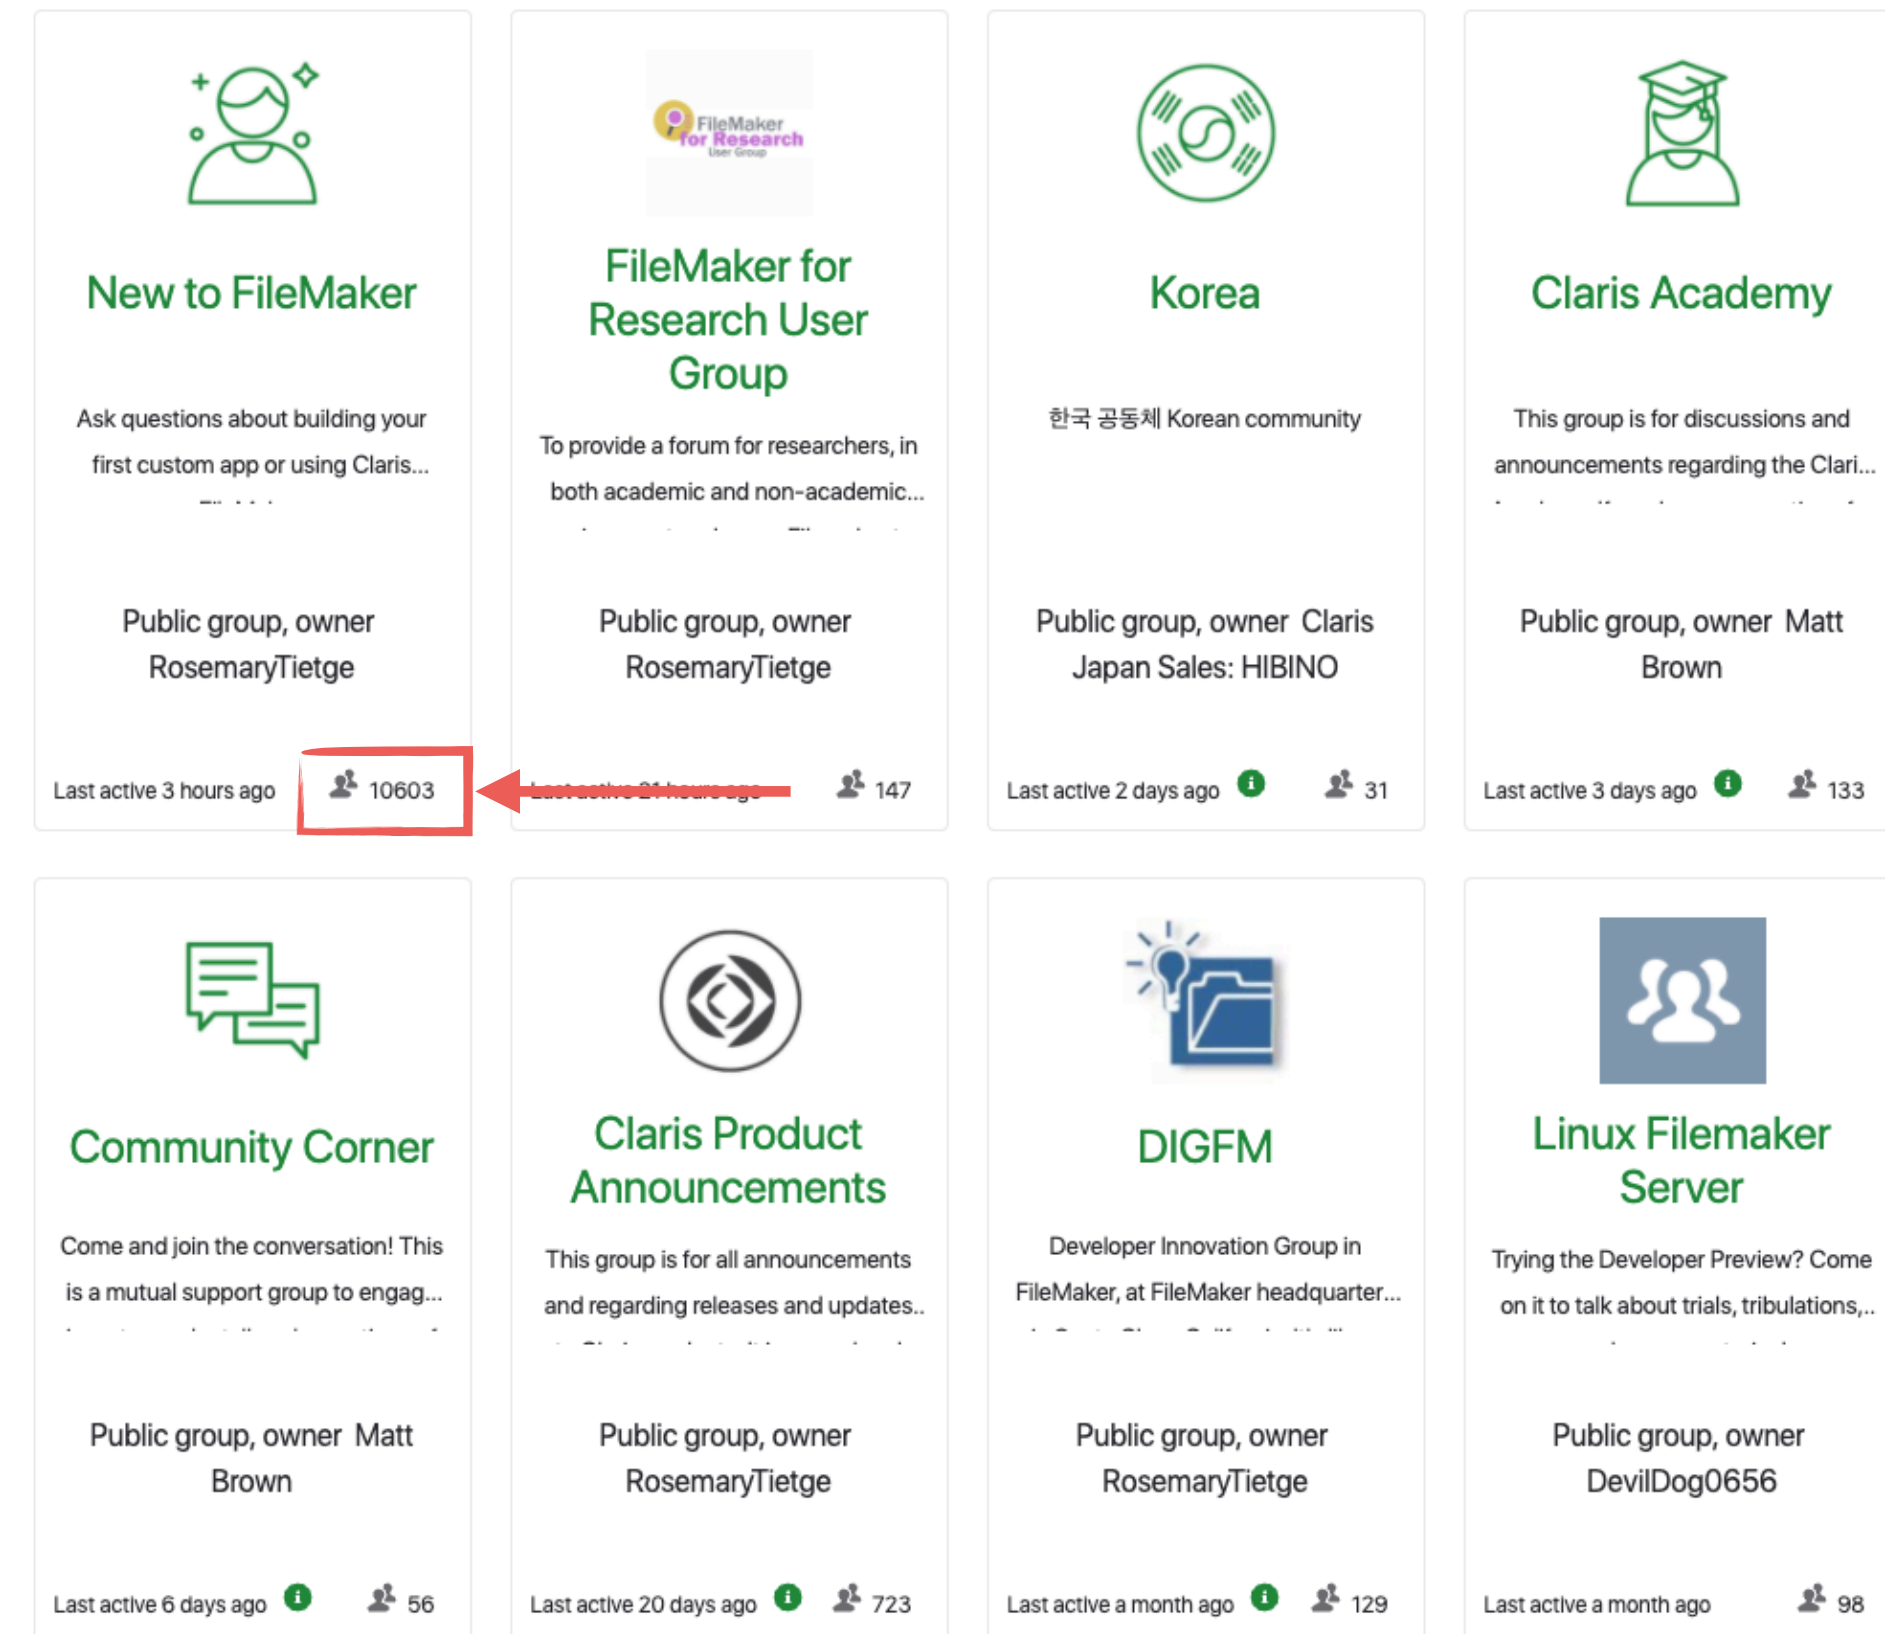 FileMaker
for Research
User Group
New to FileMaker
Ask questions about building your
first custom app or using Claris...
Public group, owner
RosemaryTietge
Last active 3 hours ago
10603
FileMaker for
Research User
Group
To provide a forum for researchers, in
both academic and non-academic...
Public group, owner
RosemaryTietge
Last active 21 hours ago
147
Korea
한국 공동체 Korean community
Public group, owner Claris
Japan Sales: HIBINO
Last active 2 days ago
31
Claris Academy
This group is for discussions and
announcements regarding the Clari...
Public group, owner Matt
Brown
Last active 3 days ago
133
Community Corner
Come and join the conversation! This
is a mutual support group to engag...
Public group, owner Matt
Brown
Last active 6 days ago
56
Claris Product
Announcements
This group is for all announcements
and regarding releases and updates..
Public group, owner
RosemaryTietge
Last active 20 days ago
723
DIGFM
Developer Innovation Group in
FileMaker, at FileMaker headquarter...
Public group, owner
RosemaryTietge
Last active a month ago
129
Linux Filemaker
Server
Trying the Developer Preview? Come
on it to talk about trials, tribulations,..
Public group, owner
DevilDog0656
Last active a month ago
98